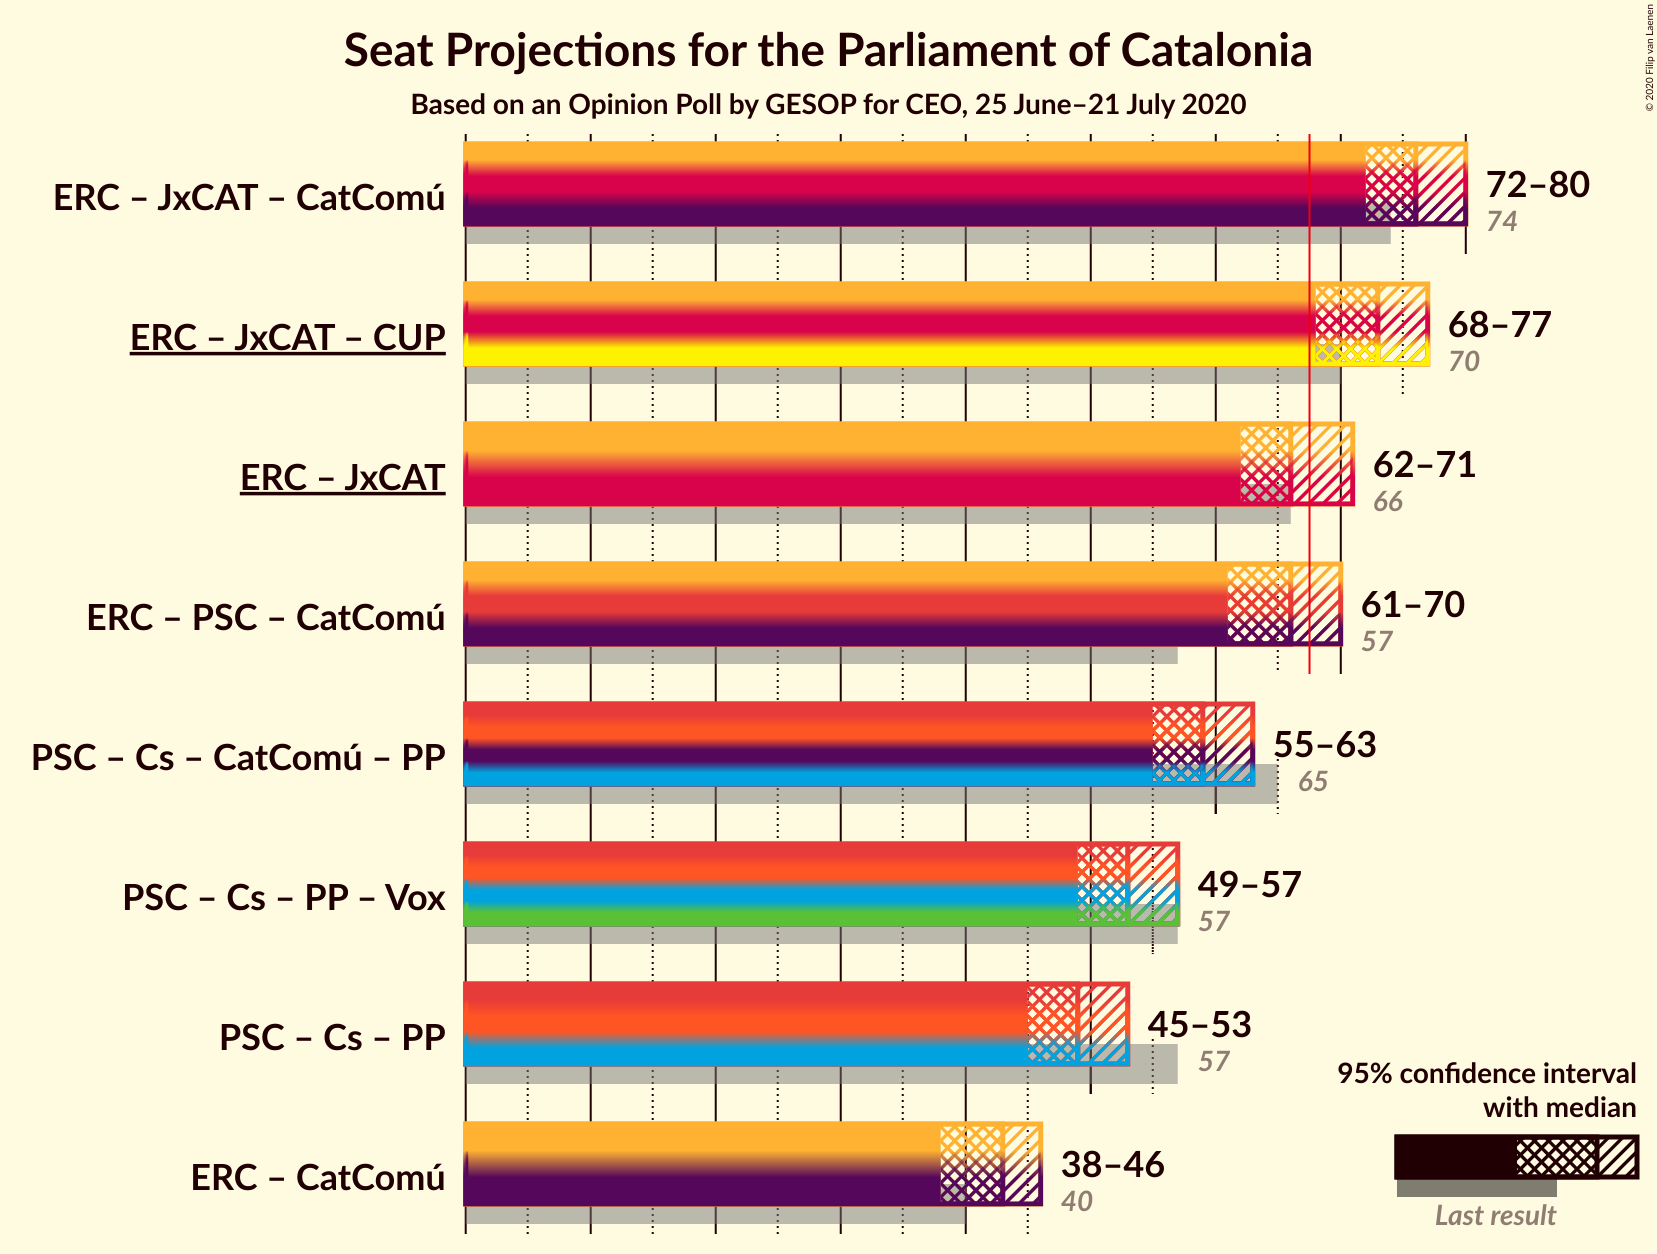 Seat Projections for the Parliament of Catalonia
Based on an Opinion Poll by GESOP for CEO, 25 June–21 July 2020
© 2020 Filip van Laenen
ERC – JxCAT – CatComú
72–80
74
ERC – JxCAT – CUP
68–77
70
ERC – JxCAT
62–71
66
ERC – PSC – CatComú
61–70
57
PSC – Cs – CatComú – PP
55–63
65
PSC – Cs – PP – Vox
49–57
57
PSC – Cs – PP
45–53
57
ERC – CatComú
38–46
40
95% confidence interval
with median
Last result